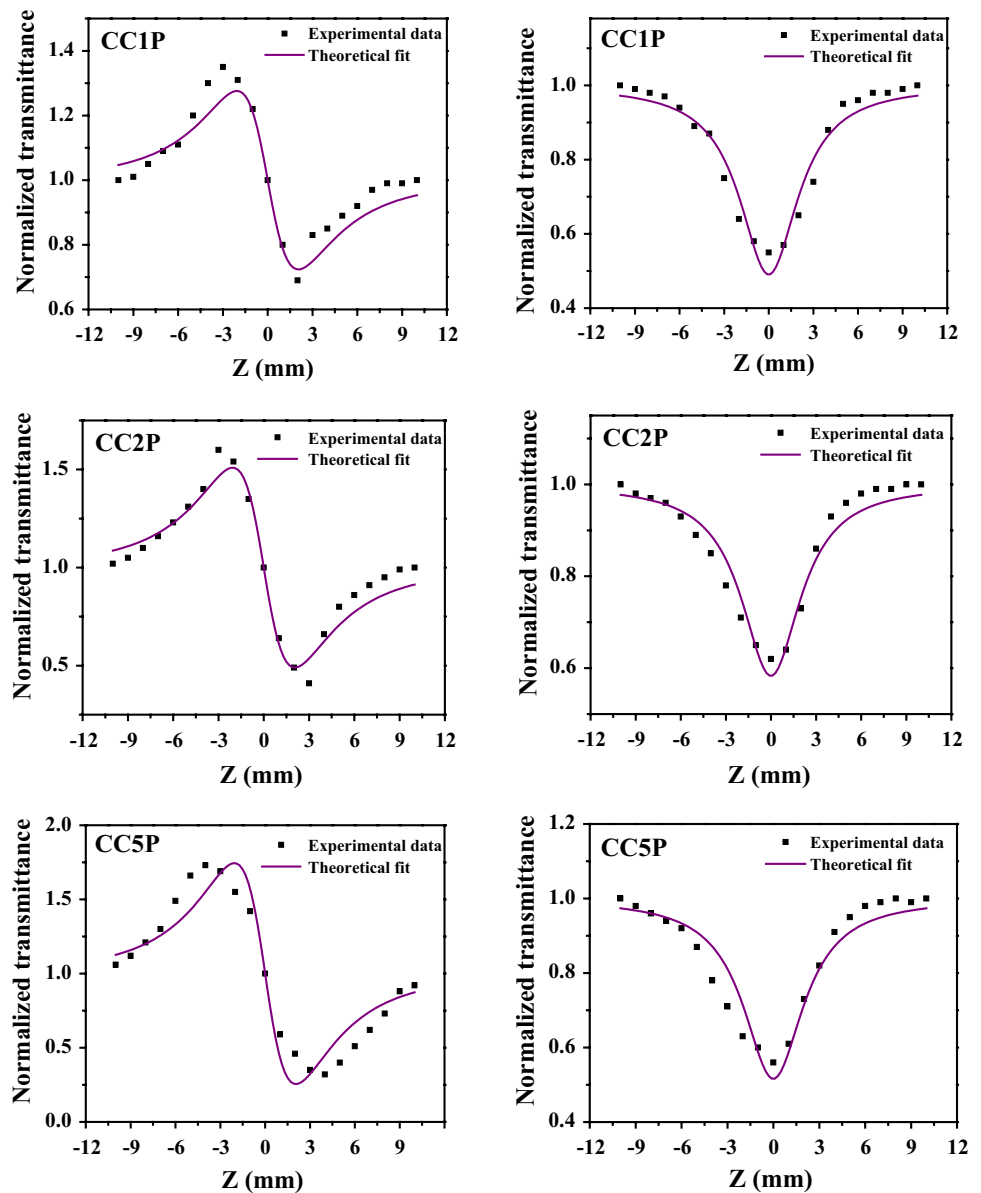 CC1P
Experimental data
Theoretical fit
Normalized transmittance
1.4
1.2
1.0
0.8
0.6
-12 -9 -6 -3 0 3 6 9 12
Z (mm)
CC1P
Experimental data
Theoretical fit
Normalized transmittance
1.0
0.8
0.6
0.4
-12 -9 -6 -3 0 3 6 9 12
Z (mm)
CC2P
Experimental data
Theoretical fit
Normalized transmittance
1.5
1.0
0.5
-12 -9 -6 -3 0 3 6 9 12
Z (mm)
CC2P
Experimental data
Theoretical fit
Normalized transmittance
1.0
0.8
0.6
-12 -9 -6 -3 0 3 6 9 12
Z (mm)
CC5P
Experimental data
Theoretical fit
Normalized transmittance
2.0
1.5
1.0
0.5
0.0
-12 -9 -6 -3 0 3 6 9 12
Z (mm)
CC5P
Experimental data
Theoretical fit
Normalized transmittance
1.2
1.0
0.8
0.6
0.4
-12 -9 -6 -3 0 3 6 9 12
Z (mm)